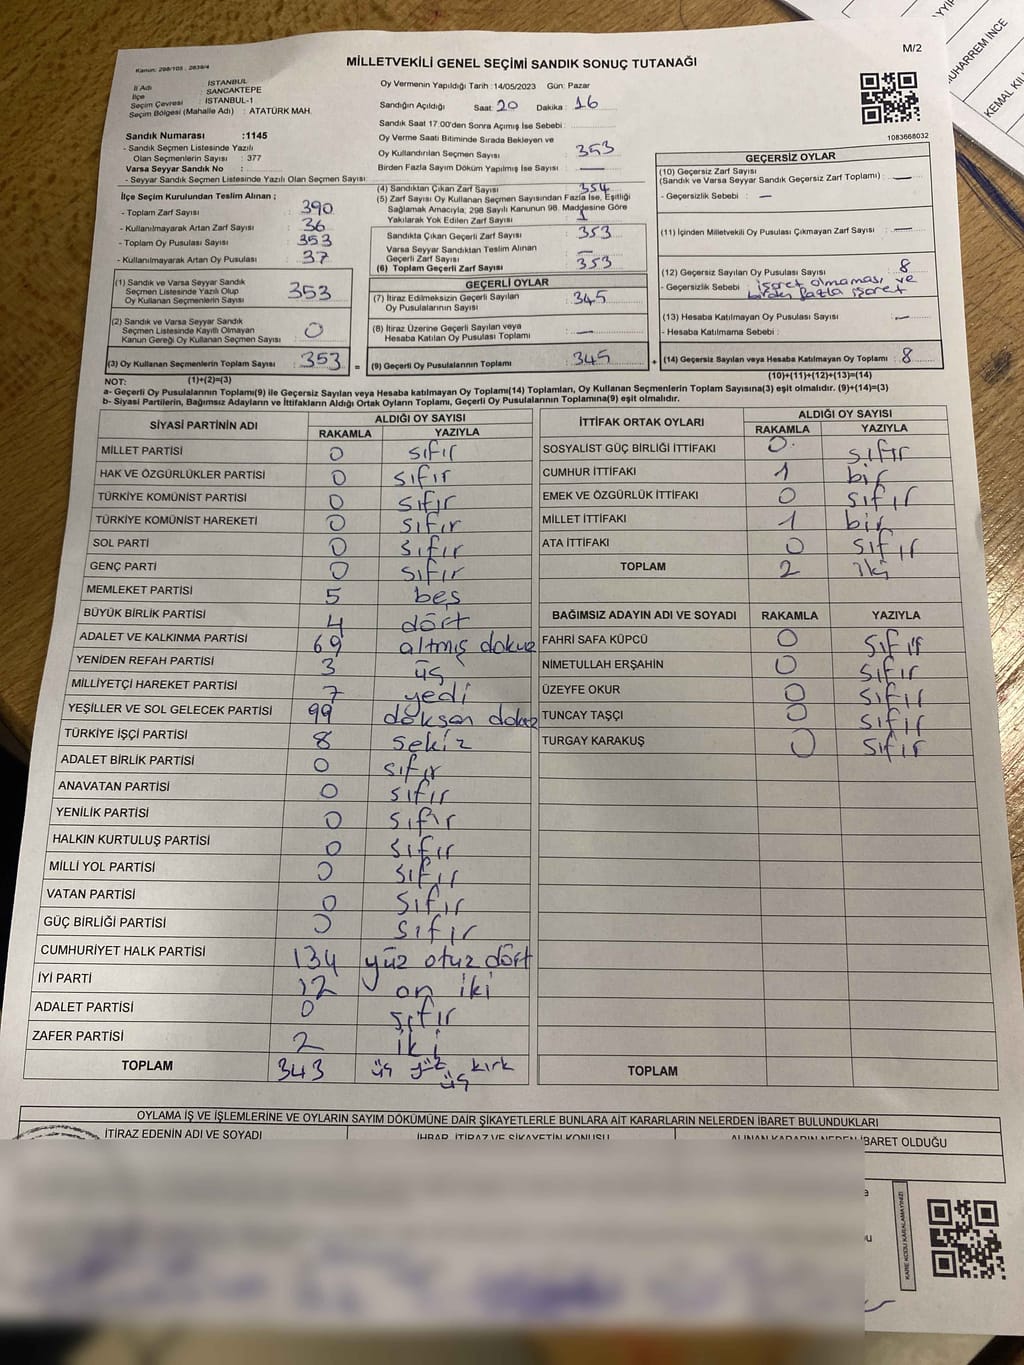 YYİP
MUHARREM İNCE
KEMAL KIL
M/2
Kanun: 298/105 , 2839/4
MİLLETVEKİLİ GENEL SEÇİMİ SANDIK SONUÇ TUTANAĞI
İl Adı : İSTANBUL
İlçe : SANCAKTEPE
Seçim Çevresi : İSTANBUL-1
Seçim Bölgesi (Mahalle Adı) : ATATÜRK MAH.
Sandık Numarası :1145
- Sandık Seçmen Listesinde Yazılı
Olan Seçmenlerin Sayısı : 377
Varsa Seyyar Sandık No :
- Seyyar Sandık Seçmen Listesinde Yazılı Olan Seçmen Sayısı:
Oy Vermenin Yapıldığı Tarih :14/05/2023 Gün: Pazar
Sandığın Açıldığı Saat: 20 Dakika : 16
Sandık Saat 17:00'den Sonra Açımış İse Sebebi :
Oy Verme Saati Bitiminde Sırada Bekleyen ve
Oy Kullandırılan Seçmen Sayısı : 353
Birden Fazla Sayım Döküm Yapılmış İse Sayısı : —
1083668032
İlçe Seçim Kurulundan Teslim Alınan ;
- Toplam Zarf Sayısı : 390
- Kullanılmayarak Artan Zarf Sayısı : 36
- Toplam Oy Pusulası Sayısı : 353
- Kullanılmayarak Artan Oy Pusulası : 37
(4) Sandıktan Çıkan Zarf Sayısı : 354
(5) Zarf Sayısı Oy Kullanan Seçmen Sayısından Fazla İse, Eşitliği
Sağlamak Amacıyla, 298 Sayılı Kanunun 98. Maddesine Göre
Yakılarak Yok Edilen Zarf Sayısı : 1
Sandıkta Çıkan Geçerli Zarf Sayısı : 353
Varsa Seyyar Sandıktan Teslim Alınan
Geçerli Zarf Sayısı : —
(6) Toplam Geçerli Zarf Sayısı : 353
GEÇERSİZ OYLAR
(10) Geçersiz Zarf Sayısı
(Sandık ve Varsa Seyyar Sandık Geçersiz Zarf Toplamı) : —
- Geçersizlik Sebebi : —
(11) İçinden Milletvekili Oy Pusulası Çıkmayan Zarf Sayısı : —
(12) Geçersiz Sayılan Oy Pusulası Sayısı : 8
- Geçersizlik Sebebi : işaret olmaması, ve
birden fazla işaret
(13) Hesaba Katılmayan Oy Pusulası Sayısı : —
- Hesaba Katılmama Sebebi :
(14) Geçersiz Sayılan veya Hesaba Katılmayan Oy Toplamı : 8
(10)+(11)+(12)+(13)=(14)
(1) Sandık ve Varsa Seyyar Sandık
Seçmen Listesinde Yazılı Olup
Oy Kullanan Seçmenlerin Sayısı : 353
(2) Sandık ve Varsa Seyyar Sandık
Seçmen Listesinde Kayıtlı Olmayan
Kanun Gereği Oy Kullanan Seçmen Sayısı : 0
(3) Oy Kullanan Seçmenlerin Toplam Sayısı : 353
(1)+(2)=(3)
GEÇERLİ OYLAR
(7) İtiraz Edilmeksizin Geçerli Sayılan
Oy Pusulasının Sayısı : 345
(8) İtiraz Üzerine Geçerli Sayılan veya
Hesaba Katılan Oy Pusulası Toplamı : —
= (9) Geçerli Oy Pusulalarının Toplamı : 345 +
NOT:
a- Geçerli Oy Pusulasının Toplamı(9) ile Geçersiz Sayılan veya Hesaba katılmayan Oy Toplamı(14) Toplamları, Oy Kullanan Seçmenlerin Toplam Sayısına(3) eşit olmalıdır. (9)+(14)=(3)
b- Siyasi Partilerin, Bağımsız Adayların ve İttifakların Aldığı Ortak Oyların Toplamı, Geçerli Oy Pusulalarının Toplamına(9) eşit olmalıdır.
SİYASİ PARTİNİN ADI ALDIĞI OY SAYISI
RAKAMLA YAZIYLA
MİLLET PARTİSİ 0 sıfır
HAK VE ÖZGÜRLÜKLER PARTİSİ 0 sıfır
TÜRKİYE KOMÜNİST PARTİSİ 0 sıfır
TÜRKİYE KOMÜNİST HAREKETİ 0 sıfır
SOL PARTİ 0 sıfır
GENÇ PARTİ 0 sıfır
MEMLEKET PARTİSİ 5 beş
BÜYÜK BİRLİK PARTİSİ 4 dört
ADALET VE KALKINMA PARTİSİ 69 altmış dokuz
YENİDEN REFAH PARTİSİ 3 üç
MİLLİYETÇİ HAREKET PARTİSİ 7 yedi
YEŞİLLER VE SOL GELECEK PARTİSİ 99 doksan dokuz
TÜRKİYE İŞÇİ PARTİSİ 8 sekiz
ADALET BİRLİK PARTİSİ 0 sıfır
ANAVATAN PARTİSİ 0 sıfır
YENİLİK PARTİSİ 0 sıfır
HALKIN KURTULUŞ PARTİSİ 0 sıfır
MİLLİ YOL PARTİSİ 0 sıfır
VATAN PARTİSİ 0 sıfır
GÜÇ BİRLİĞİ PARTİSİ 0 sıfır
CUMHURİYET HALK PARTİSİ 134 yüz otuz dört
İYİ PARTİ 12 on iki
ADALET PARTİSİ 0 sıfır
ZAFER PARTİSİ 2 iki
TOPLAM 343 üç yüz kırk
üç
İTTİFAK ORTAK OYLARI ALDIĞI OY SAYISI
RAKAMLA YAZIYLA
SOSYALİST GÜÇ BİRLİĞİ İTTİFAKI 0 sıfır
CUMHUR İTTİFAKI 1 bir
EMEK VE ÖZGÜRLÜK İTTİFAKI 0 sıfır
MİLLET İTTİFAKI 1 bir
ATA İTTİFAKI 0 sıfır
TOPLAM 2 iki
BAĞIMSIZ ADAYIN ADI VE SOYADI RAKAMLA YAZIYLA
FAHRİ SAFA KÜPCÜ 0 sıfır
NİMETULLAH ERŞAHİN 0 sıfır
ÜZEYFE OKUR 0 sıfır
TUNCAY TAŞÇI 0 sıfır
TURGAY KARAKUŞ 0 sıfır
TOPLAM
OYLAMA İŞ VE İŞLEMLERİNE VE OYLARIN SAYIM DÖKÜMÜNE DAİR ŞİKAYETLERLE BUNLARA AİT KARARLARIN NELERDEN İBARET BULUNDUKLARI
İTİRAZ EDENİN ADI VE SOYADI İHBAR, İTİRAZ VE ŞİKAYETİN KONUSU ALINAN KARARIN NEDEN İBARET OLDUĞU
KARE KODU KARALAMAYINIZ!